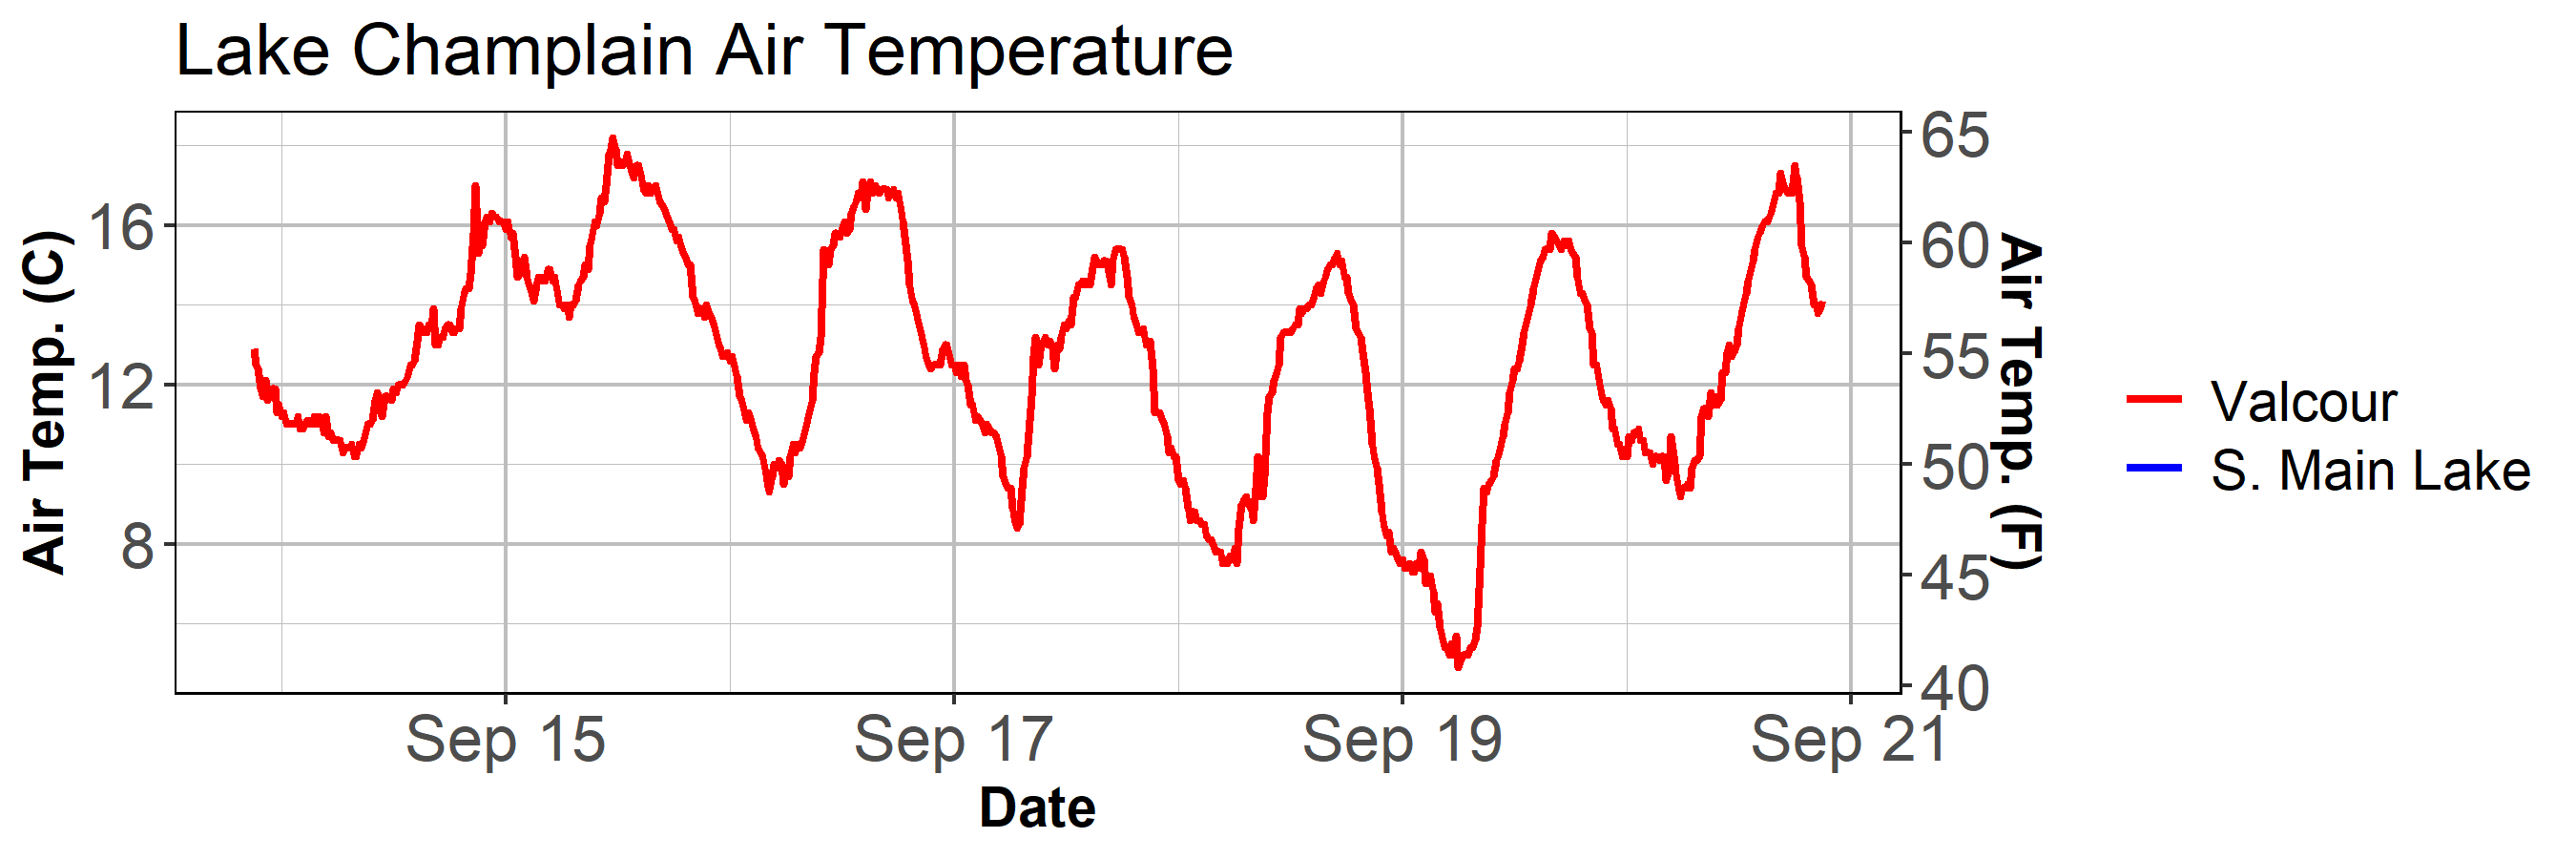 Lake Champlain Air Temperature
Air Temp. (C)
16
12
8
65
60
55
50
45
40
Air Temp. (F)
Sep 15
Sep 17
Sep 19
Sep 21
Date
Valcour
S. Main Lake